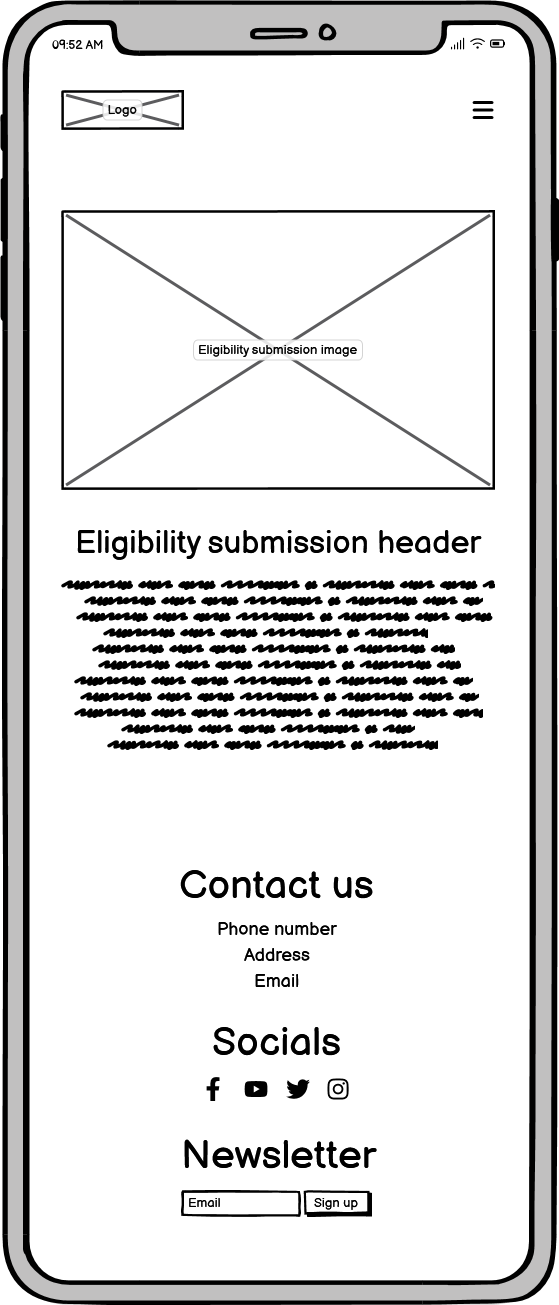 09:52 AM
Logo
Eligibility submission image
Eligibility submission header
Contact us
Phone number
Address
Email
Socials
Newsletter
Email
Sign up